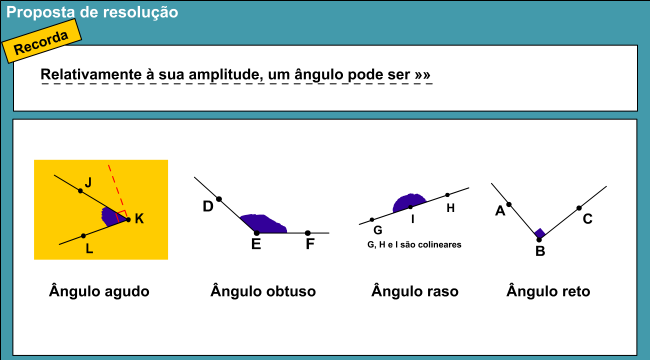 Proposta de resolução
Recorda
Relativamente à sua amplitude, um ângulo pode ser »»
J
K
L
D
E
F
G
I
H
G, H e I são colineares
A
B
C
Ângulo agudo
Ângulo obtuso
Ângulo raso
Ângulo reto